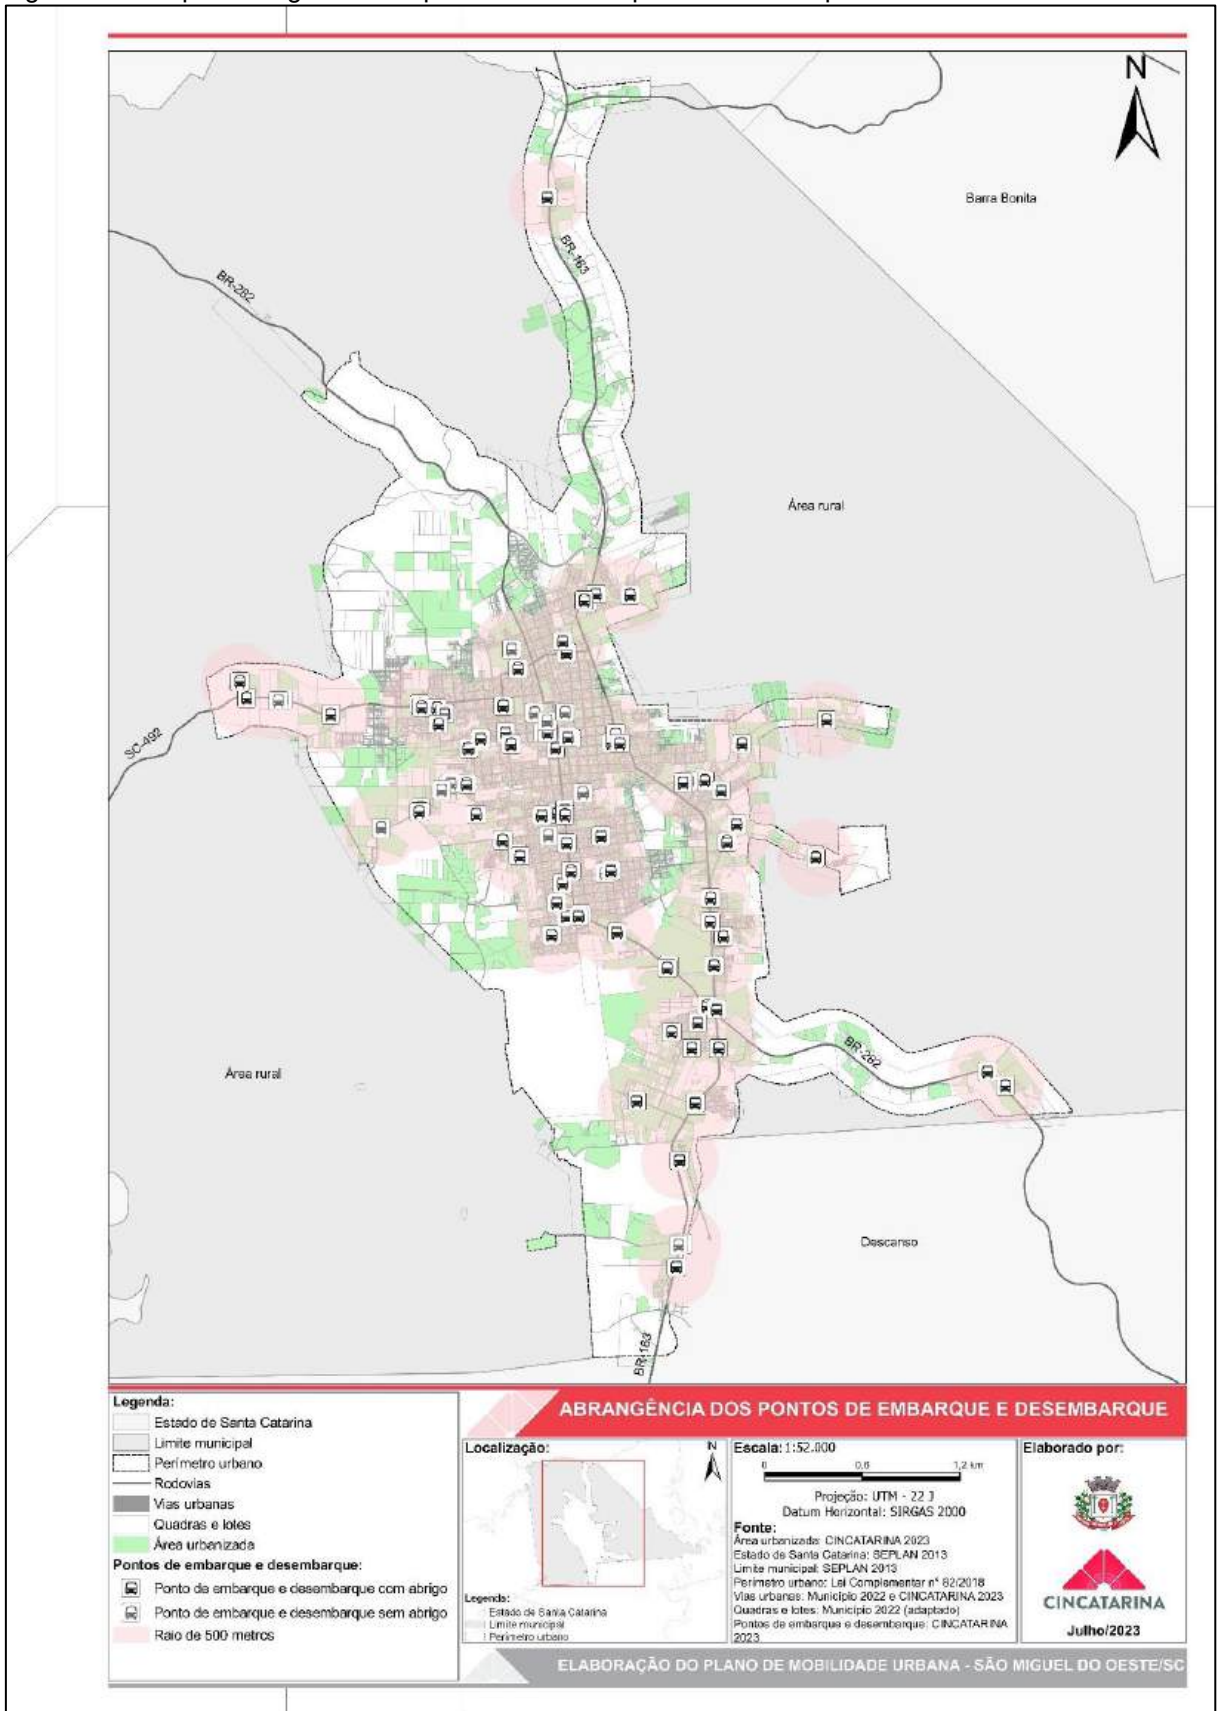 N
Barra Bonita
BR-163
BR-282
Área rural
SC-492
BR-282
Área rural
Descanso
BR-163
Legenda:
Estado de Santa Catarina
Limite municipal
Perímetro urbano
Rodovias
Vias urbanas
Quadras e lotes
Área urbanizada
Pontos de embarque e desembarque:
Ponto de embarque e desembarque com abrigo
Ponto de embarque e desembarque sem abrigo
Raio de 500 metros
ABRANGÊNCIA DOS PONTOS DE EMBARQUE E DESEMBARQUE
Localização:
N
Legenda:
Estado de Santa Catarina
Limite municipal
Perímetro urbano
Escala: 1:52.000
0 0,6 1,2 km
Projeção: UTM - 22 J
Datum Horizontal: SIRGAS 2000
Fonte:
Área urbanizada: CINCATARINA 2023
Estado de Santa Catarina: SEPLAN 2013
Limite municipal: SEPLAN 2013
Perímetro urbano: Lei Complementar nº 82/2018
Vias urbanas: Município 2022 e CINCATARINA 2023
Quadras e lotes: Município 2022 (adaptado)
Pontos de embarque e desembarque: CINCATARINA
2023
Elaborado por:
CINCATARINA
Julho/2023
ELABORAÇÃO DO PLANO DE MOBILIDADE URBANA - SÃO MIGUEL DO OESTE/SC